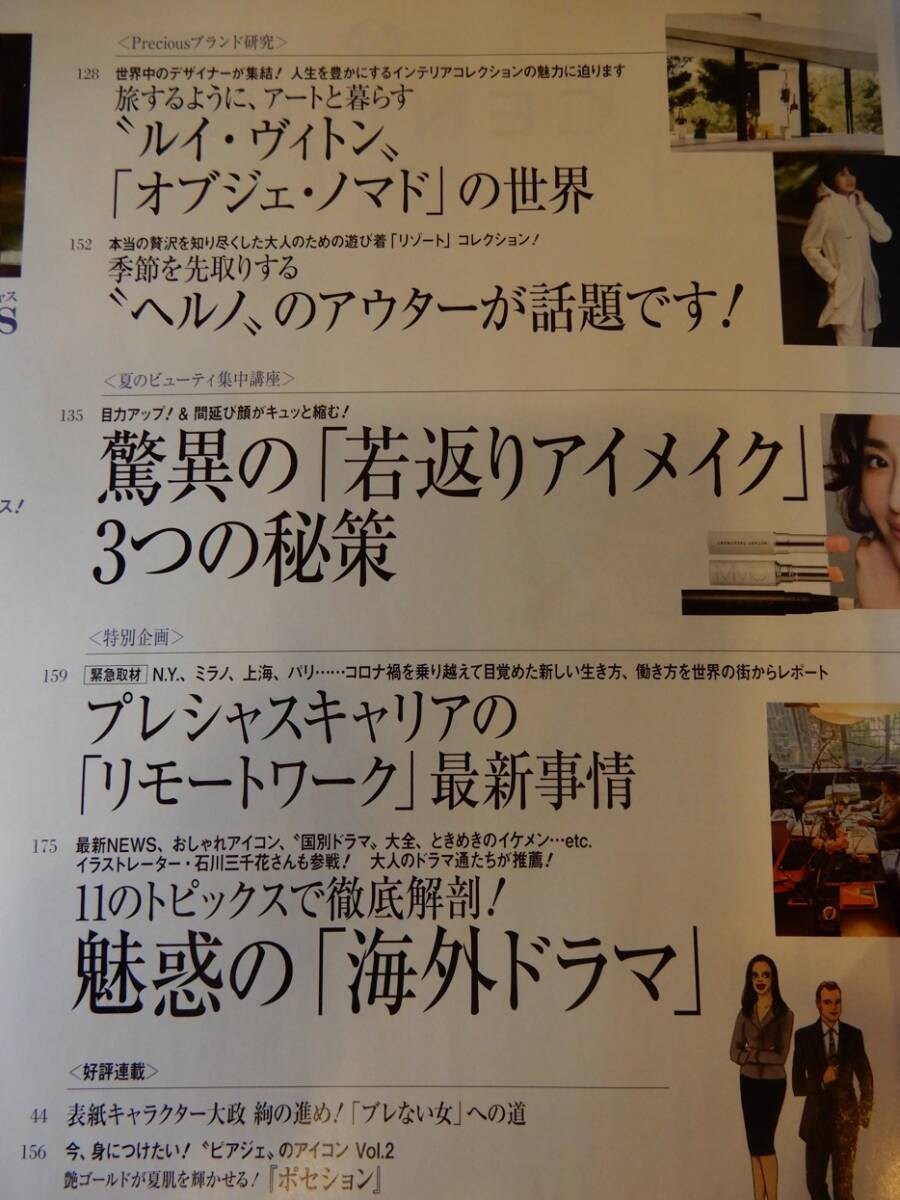 ＜Preciousブランド研究＞
128 世界中のデザイナーが集結！ 人生を豊かにするインテリアコレクションの魅力に迫ります
旅するように、アートと暮らす
〝ルイ・ヴィトン〟
「オブジェ・ノマド」の世界
152 本当の贅沢を知り尽くした大人のための遊び着「リゾート」コレクション！
季節を先取りする
〝ヘルノ〟のアウターが話題です！
＜夏のビューティ集中講座＞
135 目力アップ！＆間延び顔がキュッと縮む！
驚異の「若返りアイメイク」
3つの秘策
＜特別企画＞
159 緊急取材 N.Y.、ミラノ、上海、パリ……コロナ禍を乗り越えて目覚めた新しい生き方、働き方を世界の街からレポート
プレシャスキャリアの
「リモートワーク」最新事情
175 最新NEWS、おしゃれアイコン、〝国別ドラマ〟大全、ときめきのイケメン…etc.
イラストレーター・石川三千花さんも参戦！ 大人のドラマ通たちが推薦！
11のトピックスで徹底解剖！
魅惑の「海外ドラマ」
＜好評連載＞
44 表紙キャラクター大政 絢の進め！「ブレない女」への道
156 今、身につけたい！〝ピアジェ〟のアイコン Vol.2
艶ゴールドが夏肌を輝かせる！『ポセション』
ャス
S
ス！